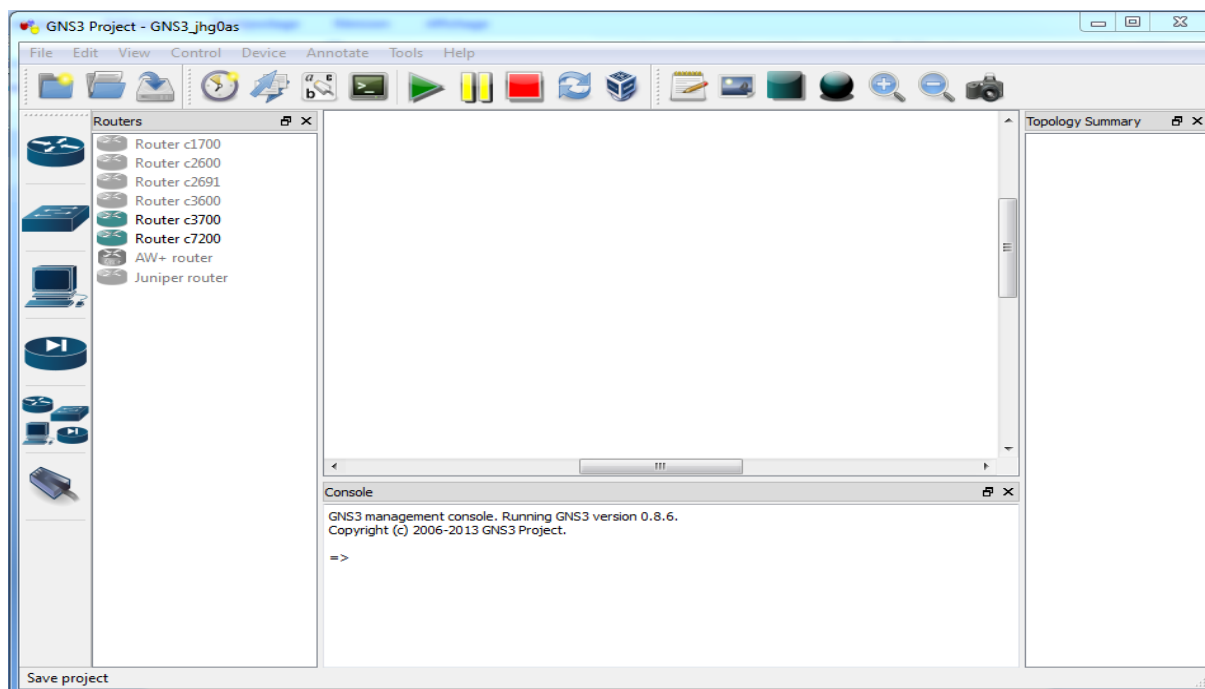 GNS3 Project - GNS3_jhg0as
File Edit View Control Device Annotate Tools Help
Routers
Router c1700
Router c2600
Router c2691
Router c3600
Router c3700
Router c7200
AW+ router
Juniper router
Topology Summary
Console
GNS3 management console. Running GNS3 version 0.8.6.
Copyright (c) 2006-2013 GNS3 Project.
=>
Save project